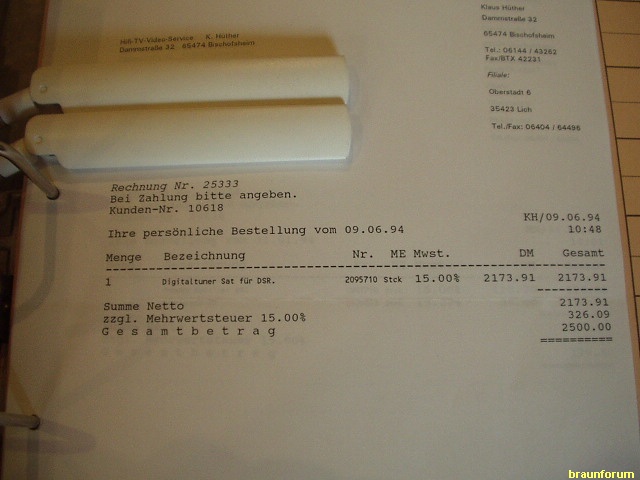 Hifi-TV-Video-Service K. Hüther
Dammstraße 32 65474 Bischofsheim
Klaus Hüther
Dammstraße 32
65474 Bischofsheim
Tel.: 06144 / 43262
Fax/BTX 42231
Filiale:
Oberstadt 6
35423 Lich
Tel./Fax: 06404 / 64496
Rechnung Nr. 25333
Bei Zahlung bitte angeben.
Kunden-Nr. 10618
KH/09.06.94
Ihre persönliche Bestellung vom 09.06.94 10:48
Menge Bezeichnung Nr. ME Mwst. DM Gesamt
1 Digitaltuner Sat für DSR. 2095710 Stck 15.00% 2173.91 2173.91
Summe Netto 2173.91
zzgl. Mehrwertsteuer 15.00% 326.09
G e s a m t b e t r a g 2500.00
braunforum